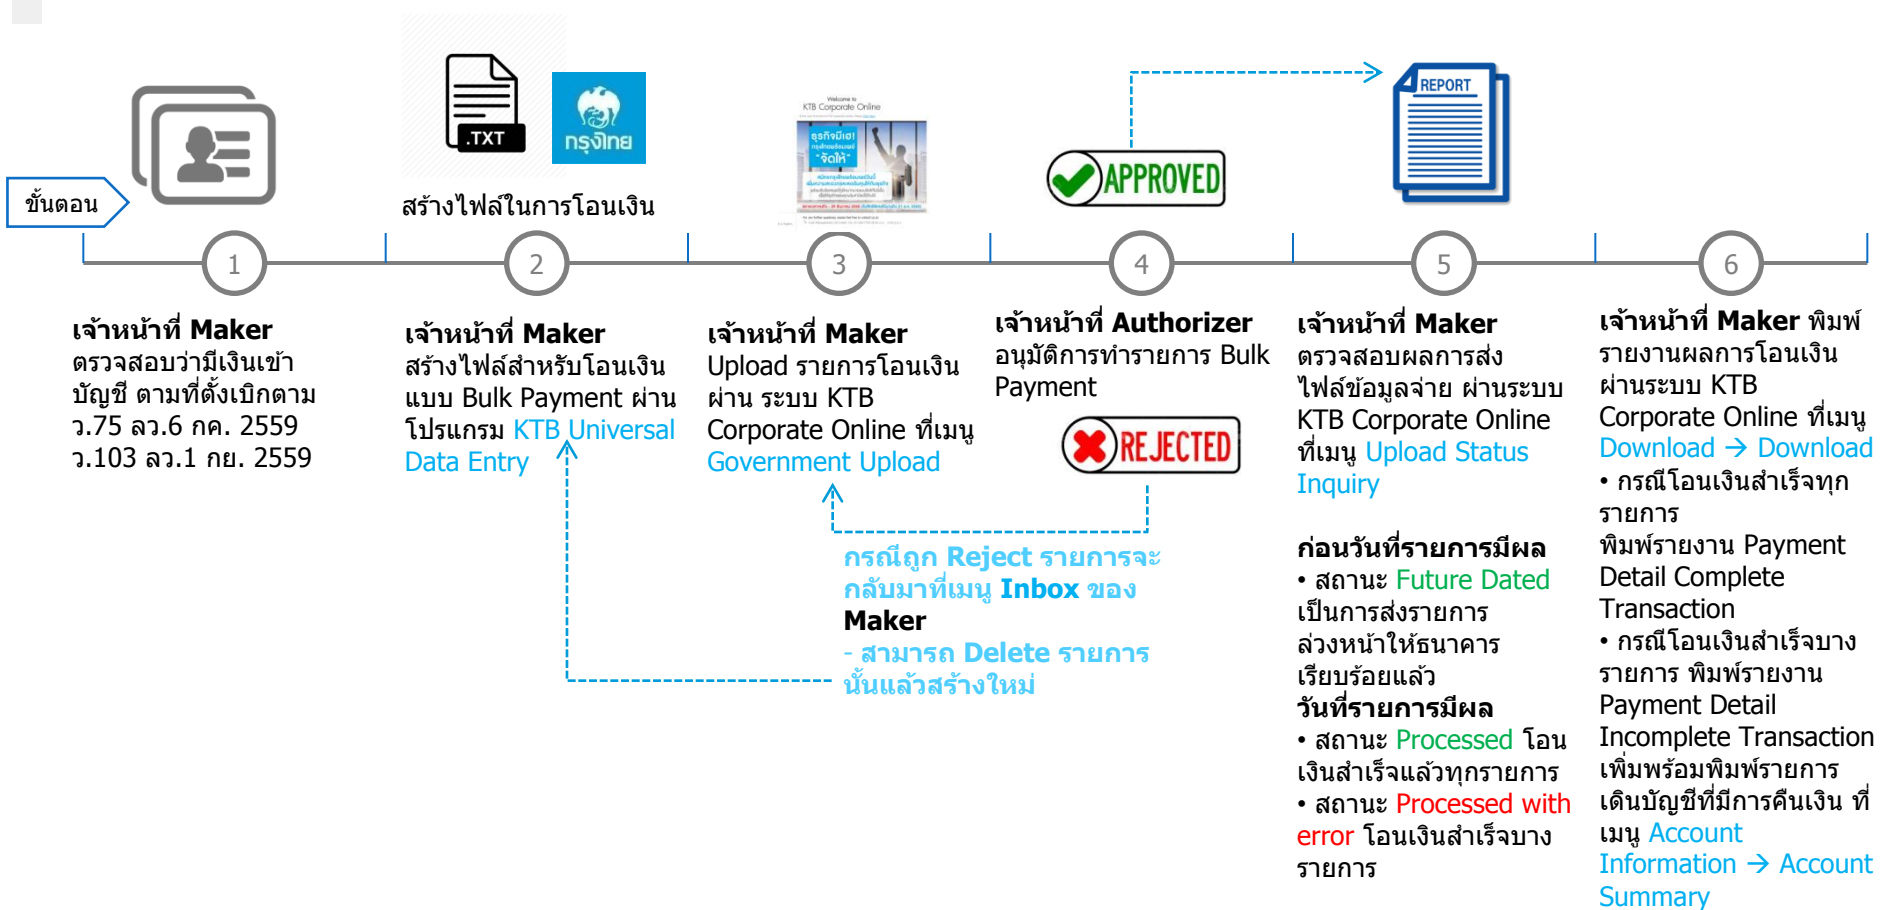 ขั้นตอน
.TXT
กรุงไทย
สร้างไฟล์ในการโอนเงิน
Welcome to
KTB Corporate Online
ธุรกิจมีเฮ!
กรุงไทยพร้อมเพย์
"จัดให้"
APPROVED
REPORT
1
2
3
4
5
6
เจ้าหน้าที่ Maker
ตรวจสอบว่ามีเงินเข้า
บัญชี ตามที่ตั้งเบิกตาม
ว.75 ลว.6 กค. 2559
ว.103 ลว.1 กย. 2559
เจ้าหน้าที่ Maker
สร้างไฟล์สำหรับโอนเงิน
แบบ Bulk Payment ผ่าน
โปรแกรม KTB Universal
Data Entry
เจ้าหน้าที่ Maker
Upload รายการโอนเงิน
ผ่าน ระบบ KTB
Corporate Online ที่เมนู
Government Upload
เจ้าหน้าที่ Authorizer
อนุมัติการทำรายการ Bulk
Payment
REJECTED
กรณีถูก Reject รายการจะ
กลับมาที่เมนู Inbox ของ
Maker
- สามารถ Delete รายการ
นั้นแล้วสร้างใหม่
เจ้าหน้าที่ Maker
ตรวจสอบผลการส่ง
ไฟล์ข้อมูลจ่าย ผ่านระบบ
KTB Corporate Online
ที่เมนู Upload Status
Inquiry
ก่อนวันที่รายการมีผล
• สถานะ Future Dated
เป็นการส่งรายการ
ล่วงหน้าให้ธนาคาร
เรียบร้อยแล้ว
วันที่รายการมีผล
• สถานะ Processed โอน
เงินสำเร็จแล้วทุกรายการ
• สถานะ Processed with
error โอนเงินสำเร็จบาง
รายการ
เจ้าหน้าที่ Maker พิมพ์
รายงานผลการโอนเงิน
ผ่านระบบ KTB
Corporate Online ที่เมนู
Download → Download
• กรณีโอนเงินสำเร็จทุก
รายการ
พิมพ์รายงาน Payment
Detail Complete
Transaction
• กรณีโอนเงินสำเร็จบาง
รายการ พิมพ์รายงาน
Payment Detail
Incomplete Transaction
เพิ่มพร้อมพิมพ์รายการ
เดินบัญชีที่มีการคืนเงิน ที่
เมนู Account
Information → Account
Summary